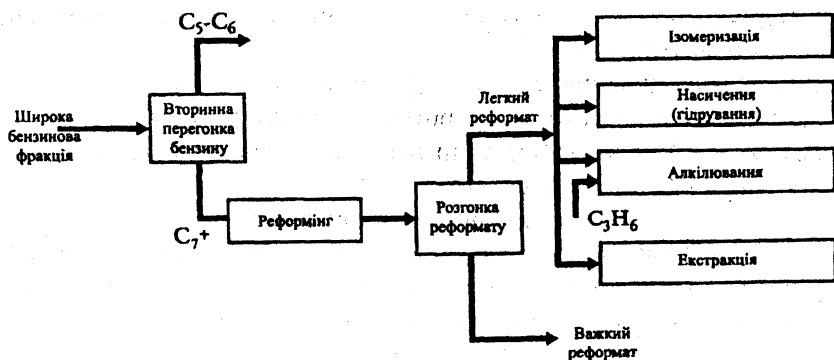 C₅-C₆
Широка
бензинова
фракція
Вторинна
перегонка
бензину
C₇+
Реформінг
Розгонка
реформату
Легкий
реформат
Важкий
реформат
Ізомеризація
Насичення
(гідрування)
Алкілювання
C₃H₆
Екстракція